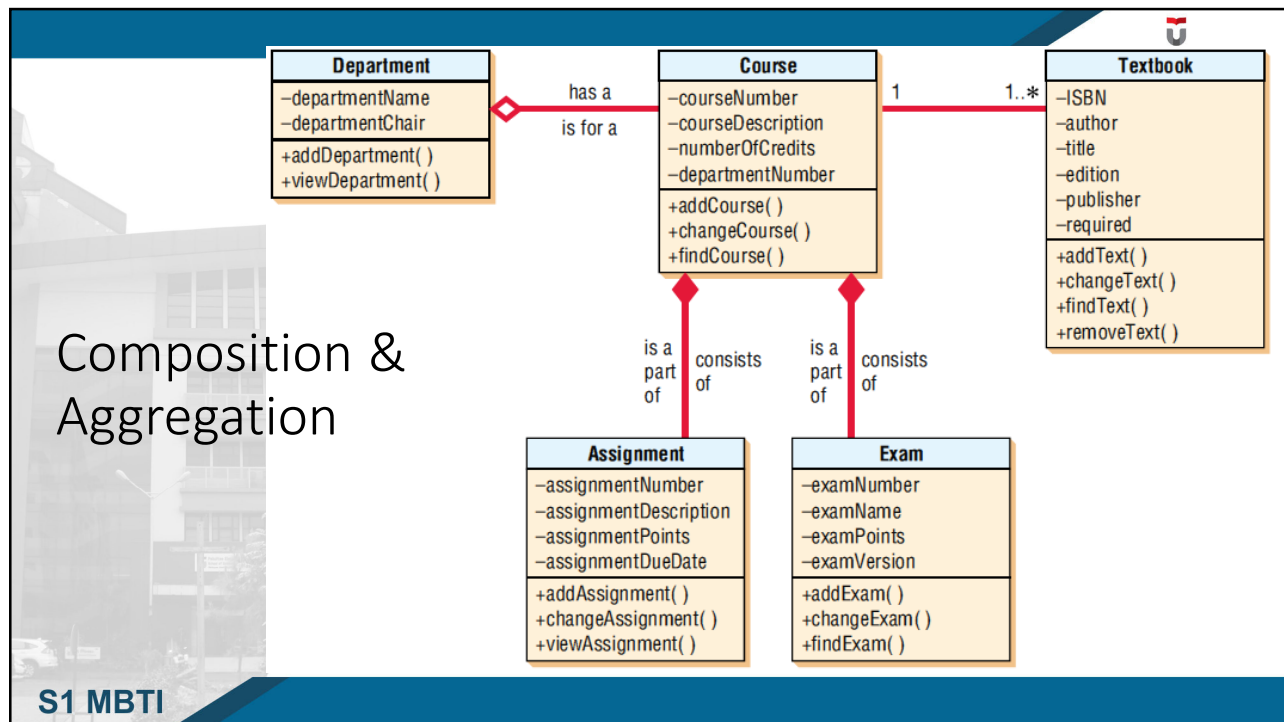 Department
–departmentName
–departmentChair
+addDepartment( )
+viewDepartment( )
has a
is for a
Course
–courseNumber
–courseDescription
–numberOfCredits
–departmentNumber
+addCourse( )
+changeCourse( )
+findCourse( )
1
1..*
Textbook
–ISBN
–author
–title
–edition
–publisher
–required
+addText( )
+changeText( )
+findText( )
+removeText( )
Composition &
Aggregation
is a
part
of
consists
of
is a
part
of
consists
of
Assignment
–assignmentNumber
–assignmentDescription
–assignmentPoints
–assignmentDueDate
+addAssignment( )
+changeAssignment( )
+viewAssignment( )
Exam
–examNumber
–examName
–examPoints
–examVersion
+addExam( )
+changeExam( )
+findExam( )
S1 MBTI